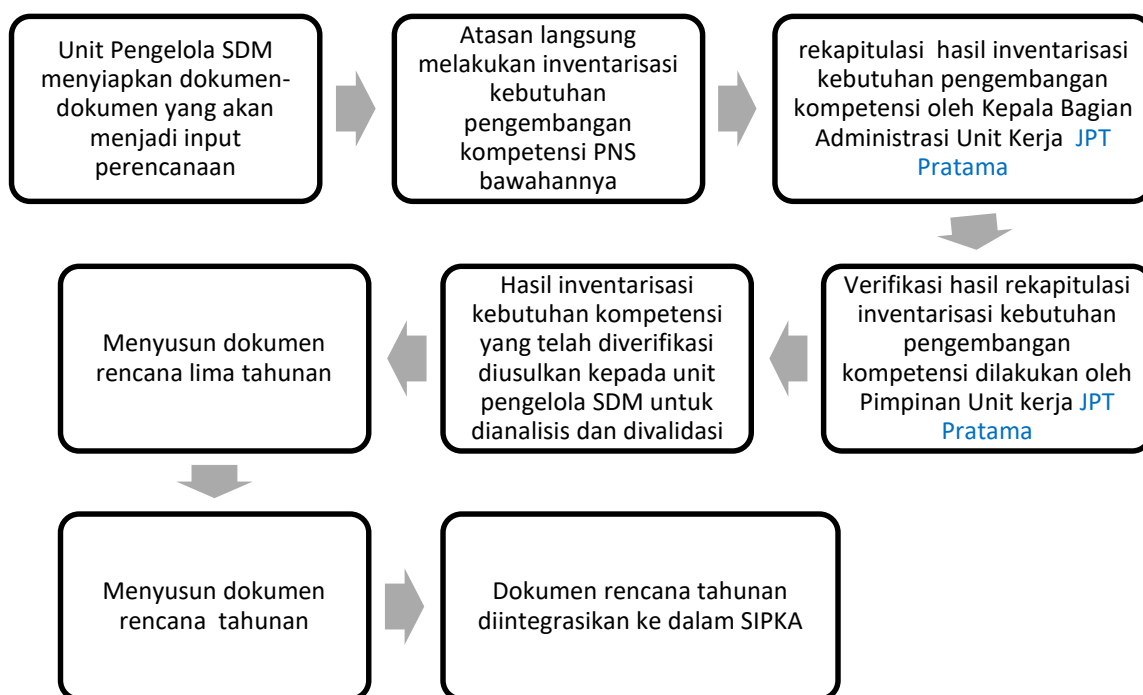 Unit Pengelola SDM
menyiapkan dokumen-
dokumen yang akan
menjadi input
perencanaan
Atasan langsung
melakukan inventarisasi
kebutuhan
pengembangan
kompetensi PNS
bawahannya
rekapitulasi hasil inventarisasi
kebutuhan pengembangan
kompetensi oleh Kepala Bagian
Administrasi Unit Kerja JPT
Pratama
Verifikasi hasil rekapitulasi
inventarisasi kebutuhan
pengembangan
kompetensi dilakukan oleh
Pimpinan Unit kerja JPT
Pratama
Hasil inventarisasi
kebutuhan kompetensi
yang telah diverifikasi
diusulkan kepada unit
pengelola SDM untuk
dianalisis dan divalidasi
Menyusun dokumen
rencana lima tahunan
Menyusun dokumen
rencana tahunan
Dokumen rencana tahunan
diintegrasikan ke dalam SIPKA